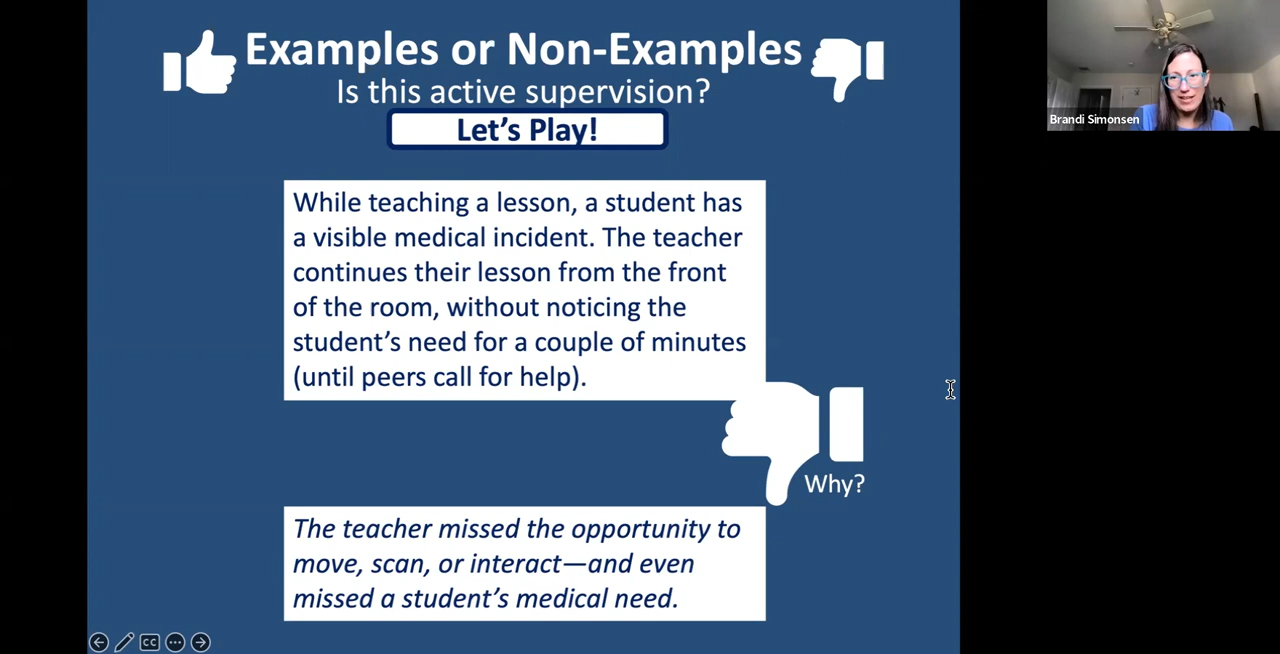 Examples or Non-Examples
Is this active supervision?
Let's Play!
Brandi Simonsen
While teaching a lesson, a student has
a visible medical incident. The teacher
continues their lesson from the front
of the room, without noticing the
student's need for a couple of minutes
(until peers call for help).
Why?
The teacher missed the opportunity to
move, scan, or interact—and even
missed a student's medical need.
CC